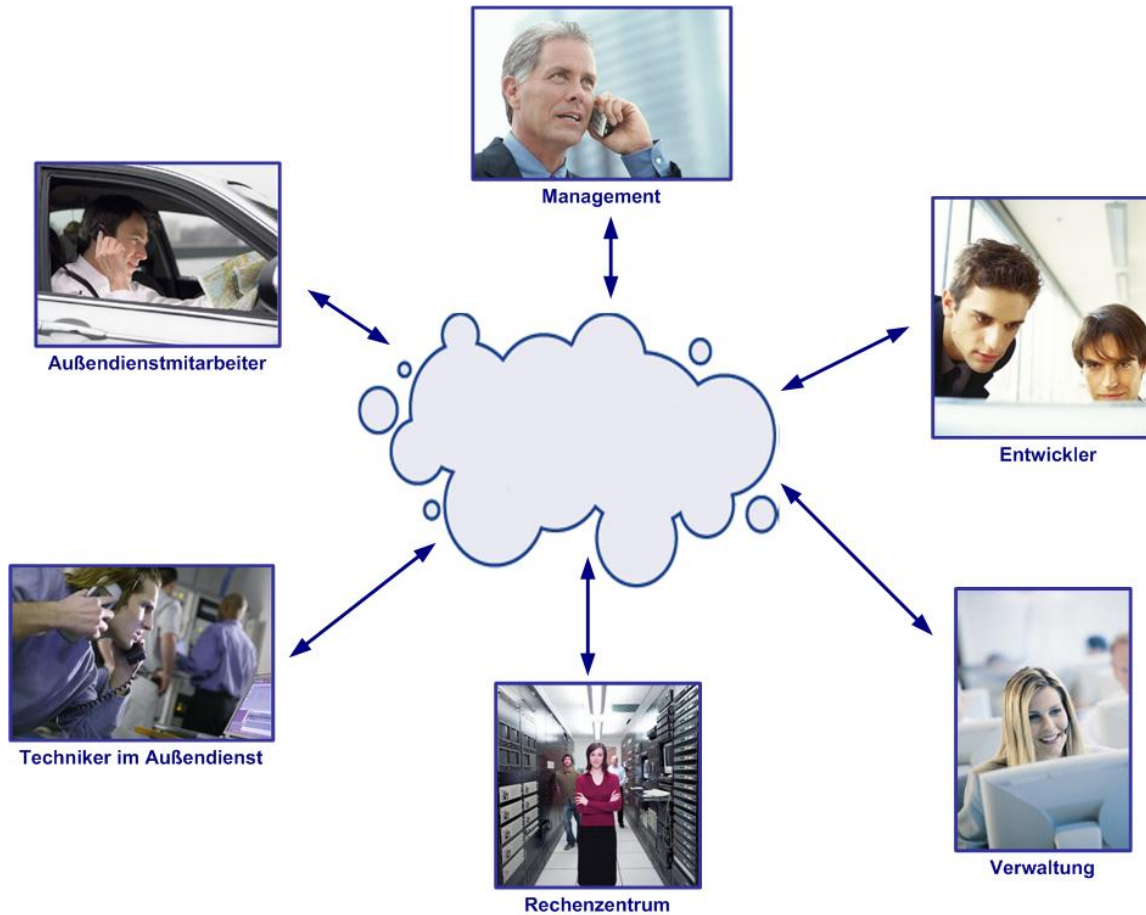 Management
Außendienstmitarbeiter
Entwickler
Techniker im Außendienst
Verwaltung
Rechenzentrum